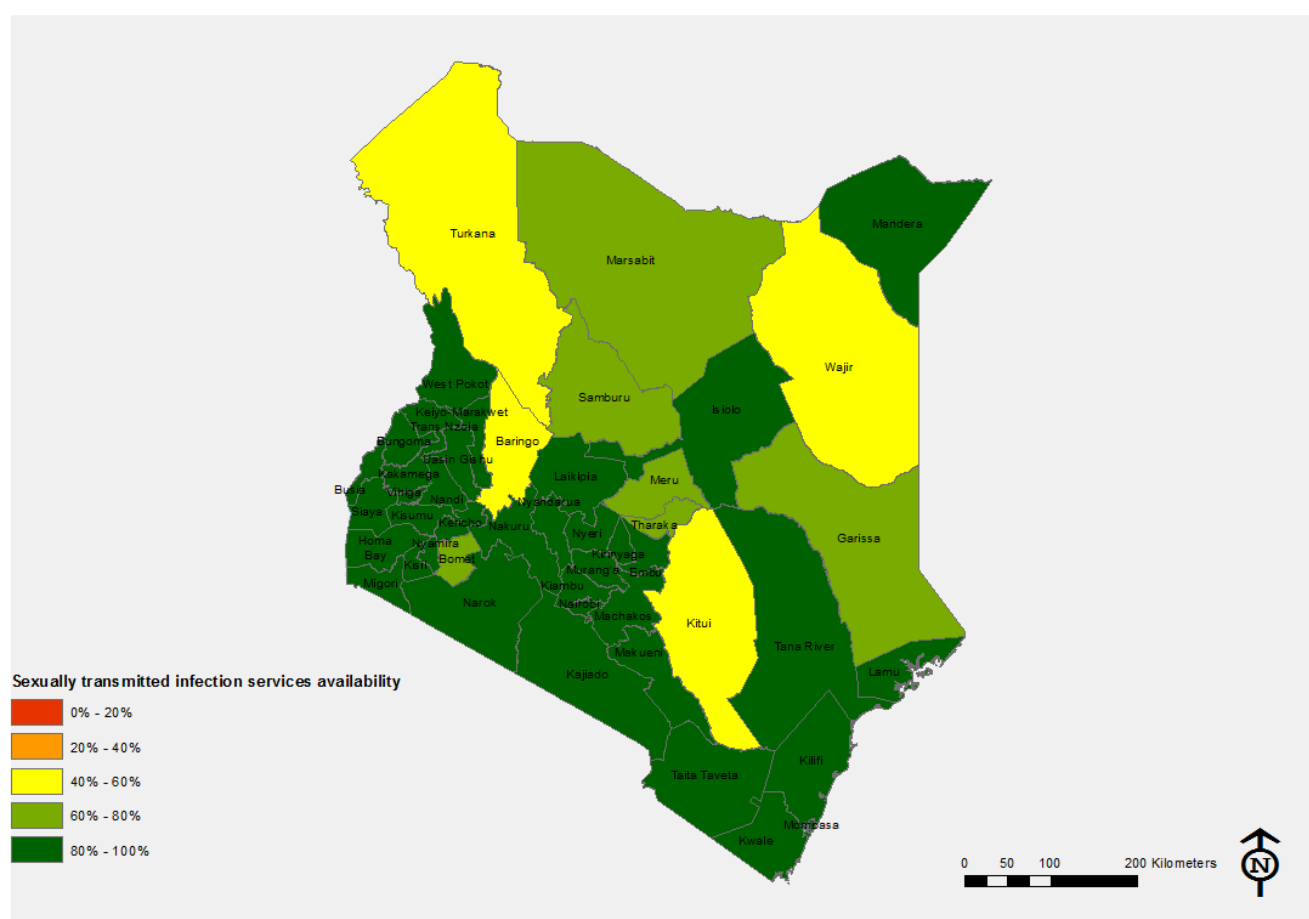 Mandera
Turkana
Marsabit
Wajir
West Pokot
Samburu
Isiolo
Keiyo-Marakwet
Trans Nzoia
Bungoma
Baringo
Uasin Gishu
Kakamega
Laikipia
Meru
Busia
Vihiga
Nandi
Nyandarua
Siaya
Kisumu
Kericho
Nakuru
Nyeri
Tharaka
Garissa
Homa
Bay
Nyamira
Bomet
Kirinyaga
Kisii
Murang'a
Embu
Migori
Kiambu
Narok
Nairobi
Machakos
Kitui
Makueni
Tana River
Kajiado
Lamu
Sexually transmitted infection services availability
0% - 20%
20% - 40%
40% - 60%
60% - 80%
80% - 100%
Kilifi
Taita Taveta
Mombasa
Kwale
0 50 100 200 Kilometers
N